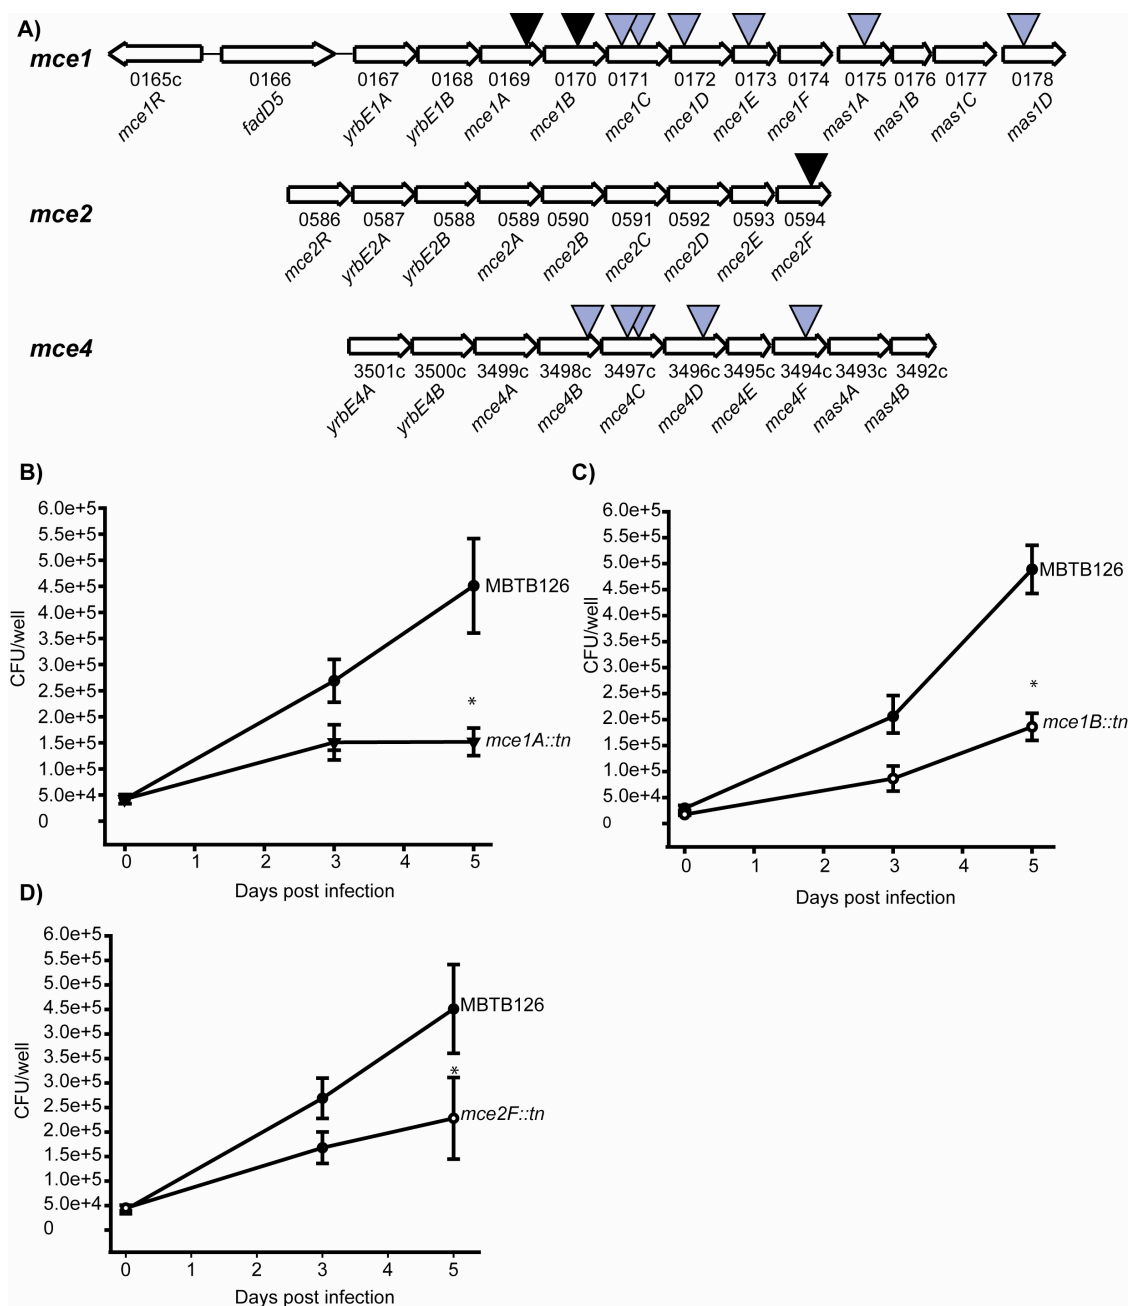 A)
mce1
0165c 0166 0167 0168 0169 0170 0171 0172 0173 0174 0175 0176 0177 0178
mce1R fadD5 yrbE1A yrbE1B mce1A mce1B mce1C mce1D mce1E mce1F mas1A mas1B mas1C mas1D
mce2
0586 0587 0588 0589 0590 0591 0592 0593 0594
mce2R yrbE2A yrbE2B mce2A mce2B mce2C mce2D mce2E mce2F
mce4
3501c 3500c 3499c 3498c 3497c 3496c 3495c 3494c 3493c 3492c
yrbE4A yrbE4B mce4A mce4B mce4C mce4D mce4E mce4F mas4A mas4B
B)
6.0e+5
5.5e+5
5.0e+5
4.5e+5
4.0e+5
3.5e+5
3.0e+5
2.5e+5
2.0e+5
1.5e+5
1.0e+5
5.0e+4
0
CFU/well
MBTB126
*
mce1A::tn
0 1 2 3 4 5
Days post infection
C)
6.0e+5
5.5e+5
5.0e+5
4.5e+5
4.0e+5
3.5e+5
3.0e+5
2.5e+5
2.0e+5
1.5e+5
1.0e+5
5.0e+4
0
CFU/well
MBTB126
*
mce1B::tn
0 1 2 3 4 5
Days post infection
D)
6.0e+5
5.5e+5
5.0e+5
4.5e+5
3.0e+5
3.5e+5
3.0e+5
2.5e+5
2.0e+5
1.5e+5
1.0e+5
5.0e+4
0
CFU/well
MBTB126
*
mce2F::tn
0 1 2 3 4 5
Days post infection